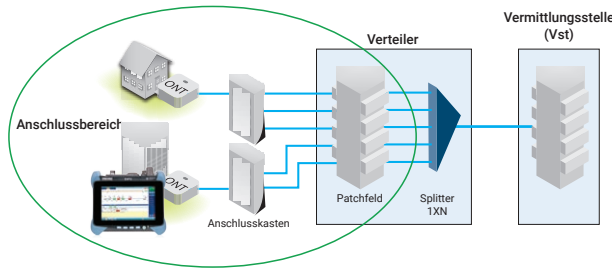 Verteiler
Vermittlungsstelle
(Vst)
ONT
Anschlussbereich
ONT
Anschlusskasten
Patchfeld
Splitter
1XN